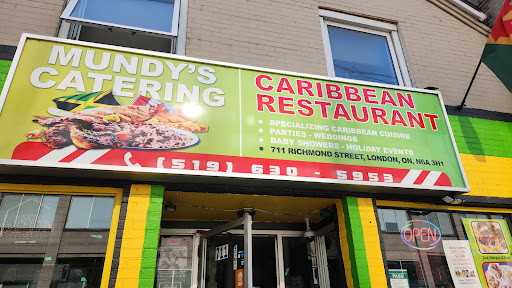 MUNDY'S
CATERING
CARIBBEAN
RESTAURANT
• SPECIALIZING CARIBBEAN CUISINE
• PARTIES - WEDDINGS
• BABY SHOWERS - HOLIDAY EVENTS
• 711 RICHMOND STREET, LONDON, ON, N6A 3H1
(519) 630 - 5953
OPEN